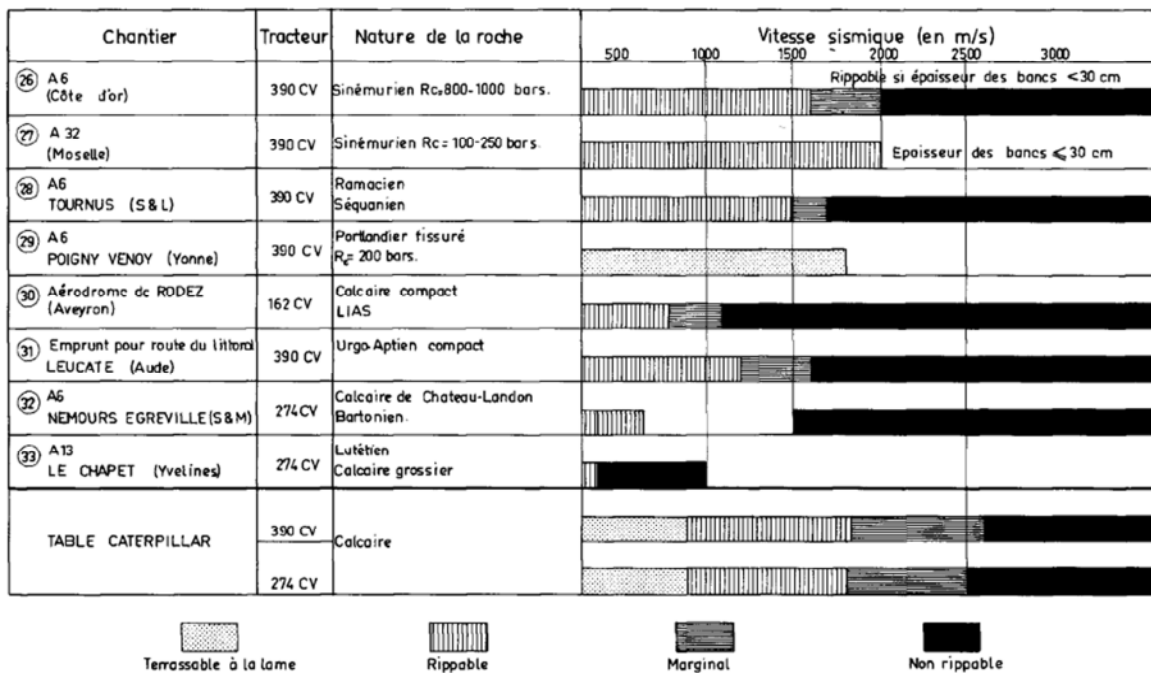 Chantier Tracteur Nature de la roche Vitesse sismique (en m/s)
500 1000 1500 2000 2500 3000
26 A6 390 CV Sinémurien Rc=800-1000 bars. Rippable si épaisseur des bancs <30 cm
(Côte d'or)
27 A 32 390 CV Sinémurien Rc = 100-250 bars. Epaisseur des bancs ⩽ 30 cm
(Moselle)
28 A6 390 CV Ramacien
TOURNUS (S & L) Séquanien
29 A6 390 CV Portlandier fissuré
POIGNY VENOY (Yonne) Rc= 200 bars.
30 Aérodrome de RODEZ 162 CV Calcaire compact
(Aveyron) LIAS
31 Emprunt pour route du littoral 390 CV Urgo-Aptien compact
LEUCATE (Aude)
32 A6 274 CV Calcaire de Chateau-Landon
NEMOURS EGREVILLE (S&M) Bartonien.
33 A13 274 CV Lutétien
LE CHAPET (Yvelines) Calcaire grossier
TABLE CATERPILLAR 390 CV Calcaire
274 CV
Terrassable à la lame Rippable Marginal Non rippable